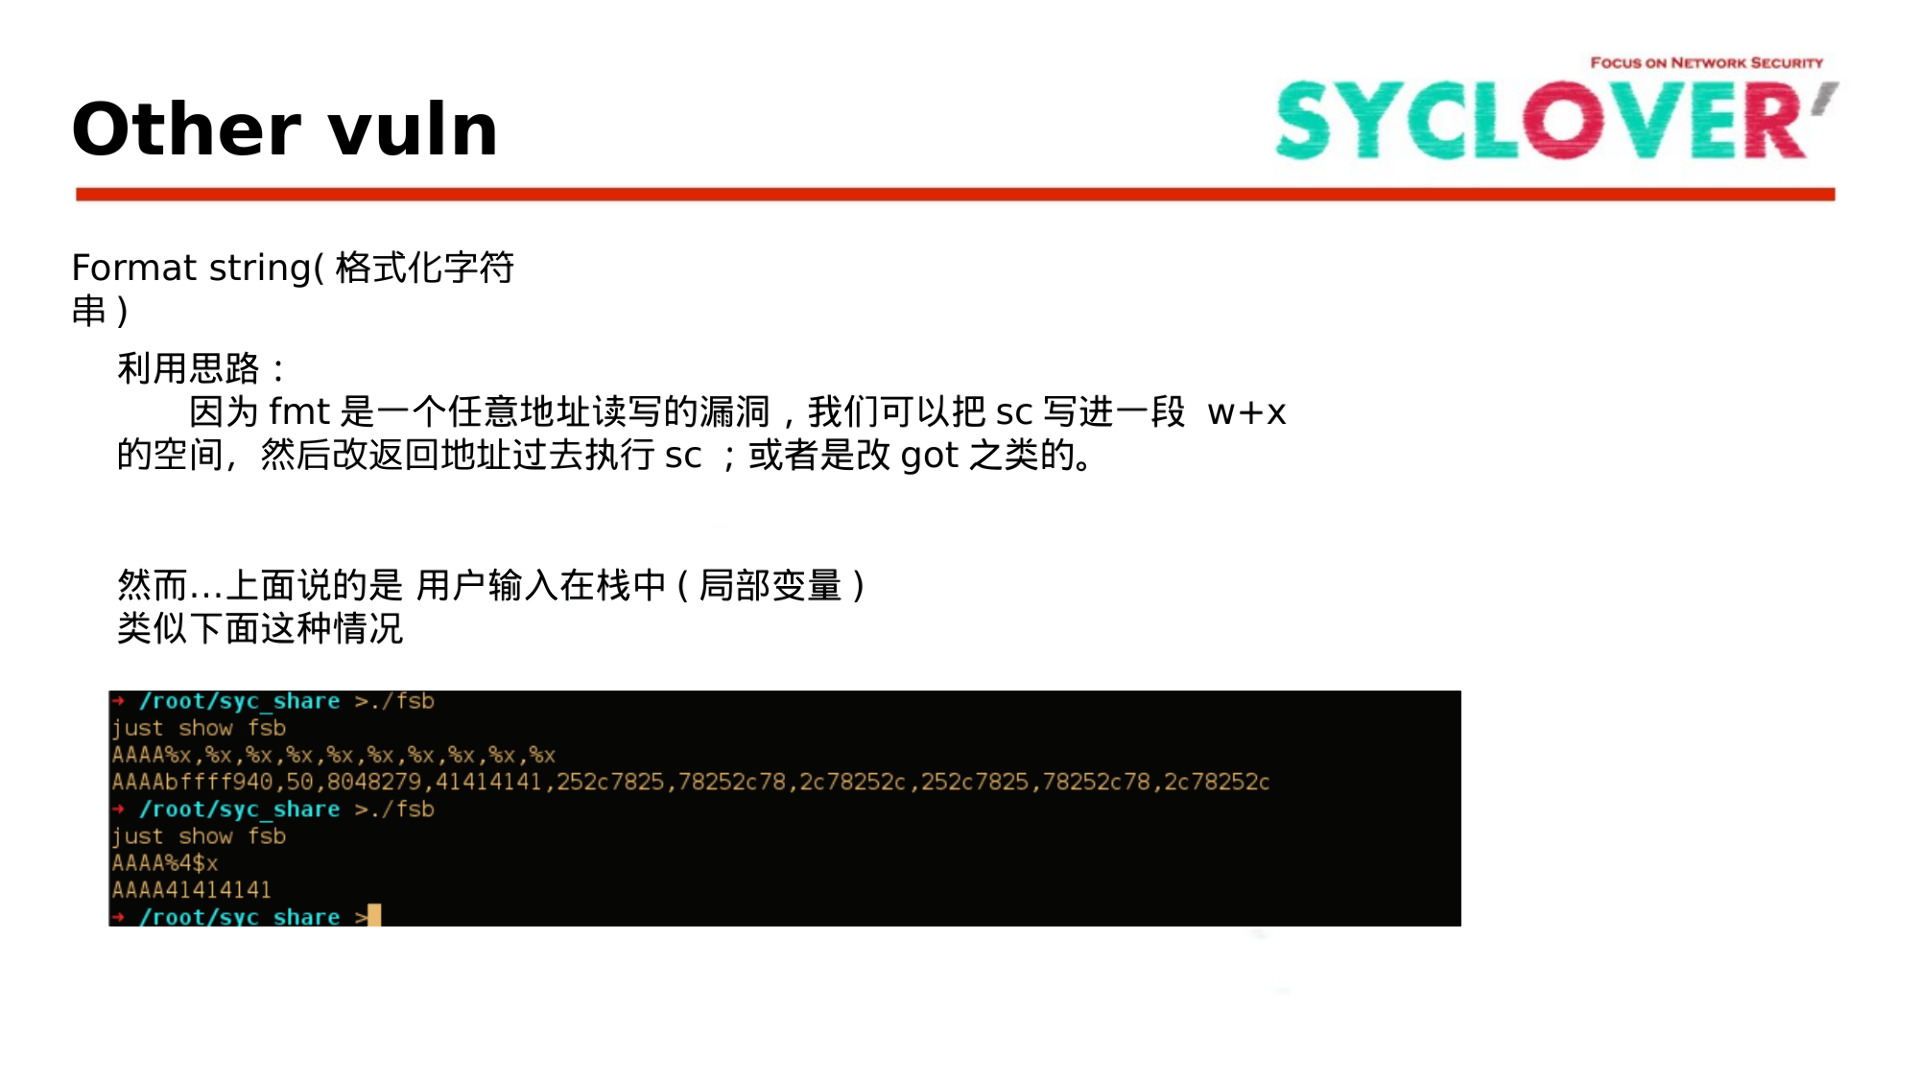 FOCUS ON NETWORK SECURITY
SYCLOVER'
Other vuln
Format string( 格式化字符
串 )
利用思路 :
因为 fmt 是一个任意地址读写的漏洞 , 我们可以把 sc 写进一段 w+x
的空间，然后改返回地址过去执行 sc ; 或者是改 got 之类的。
然而…上面说的是 用户输入在栈中 ( 局部变量 )
类似下面这种情况
➜ /root/syc_share >./fsb
just show fsb
AAAA%x,%x,%x,%x,%x,%x,%x,%x,%x,%x
AAAAbffff940,50,8048279,41414141,252c7825,78252c78,2c78252c,252c7825,78252c78,2c78252c
➜ /root/syc_share >./fsb
just show fsb
AAAA%4$x
AAAA41414141
➜ /root/syc_share >